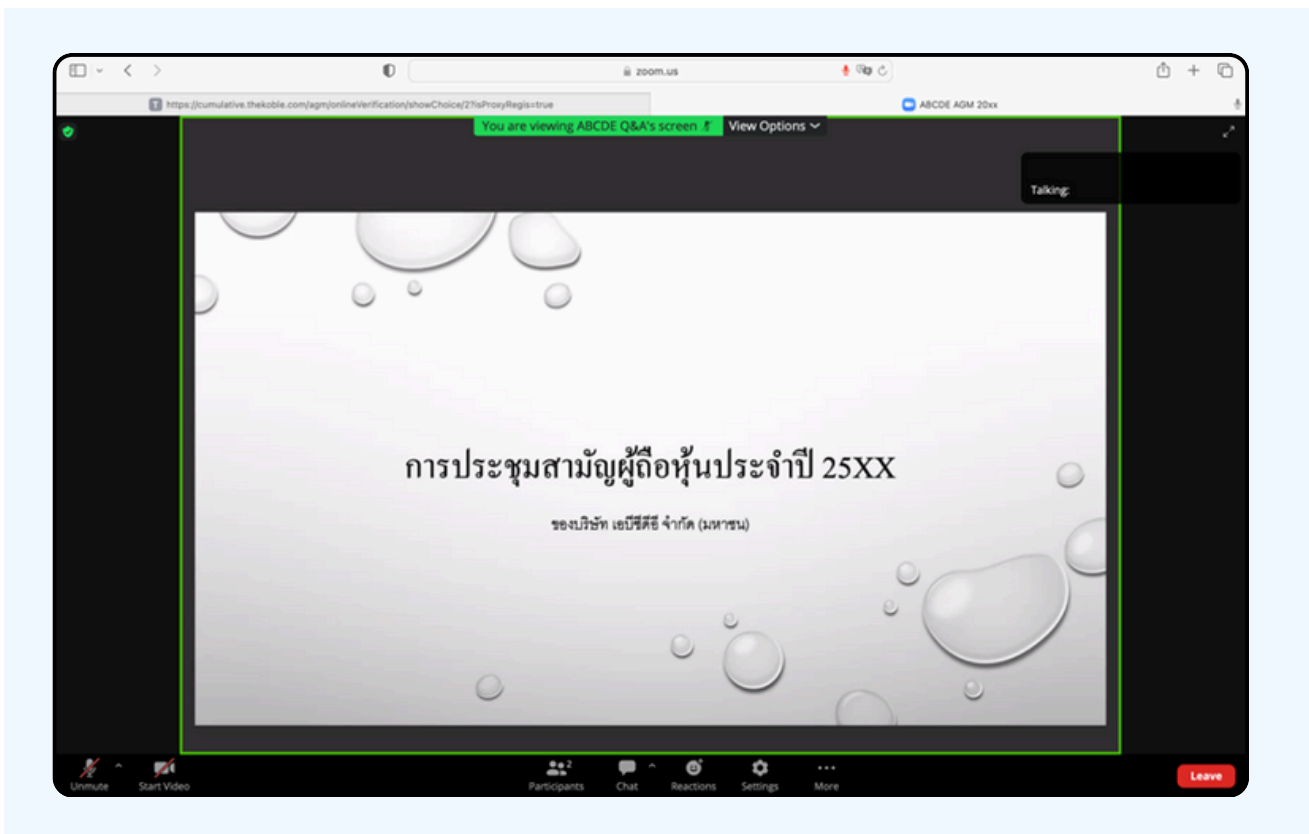 zoom.us
https://cumulative.thekoble.com/agm/onlineVerification/showChoice/2?isProxyRegis=true
ABCDE AGM 20xx
You are viewing ABCDE Q&A's screen
View Options
Talking:
การประชุมสามัญผู้ถือหุ้นประจำปี 25XX
ของบริษัท เอบีซีดีอี จำกัด (มหาชน)
2
Unmute
Start Video
Participants
Chat
Reactions
Settings
More
Leave